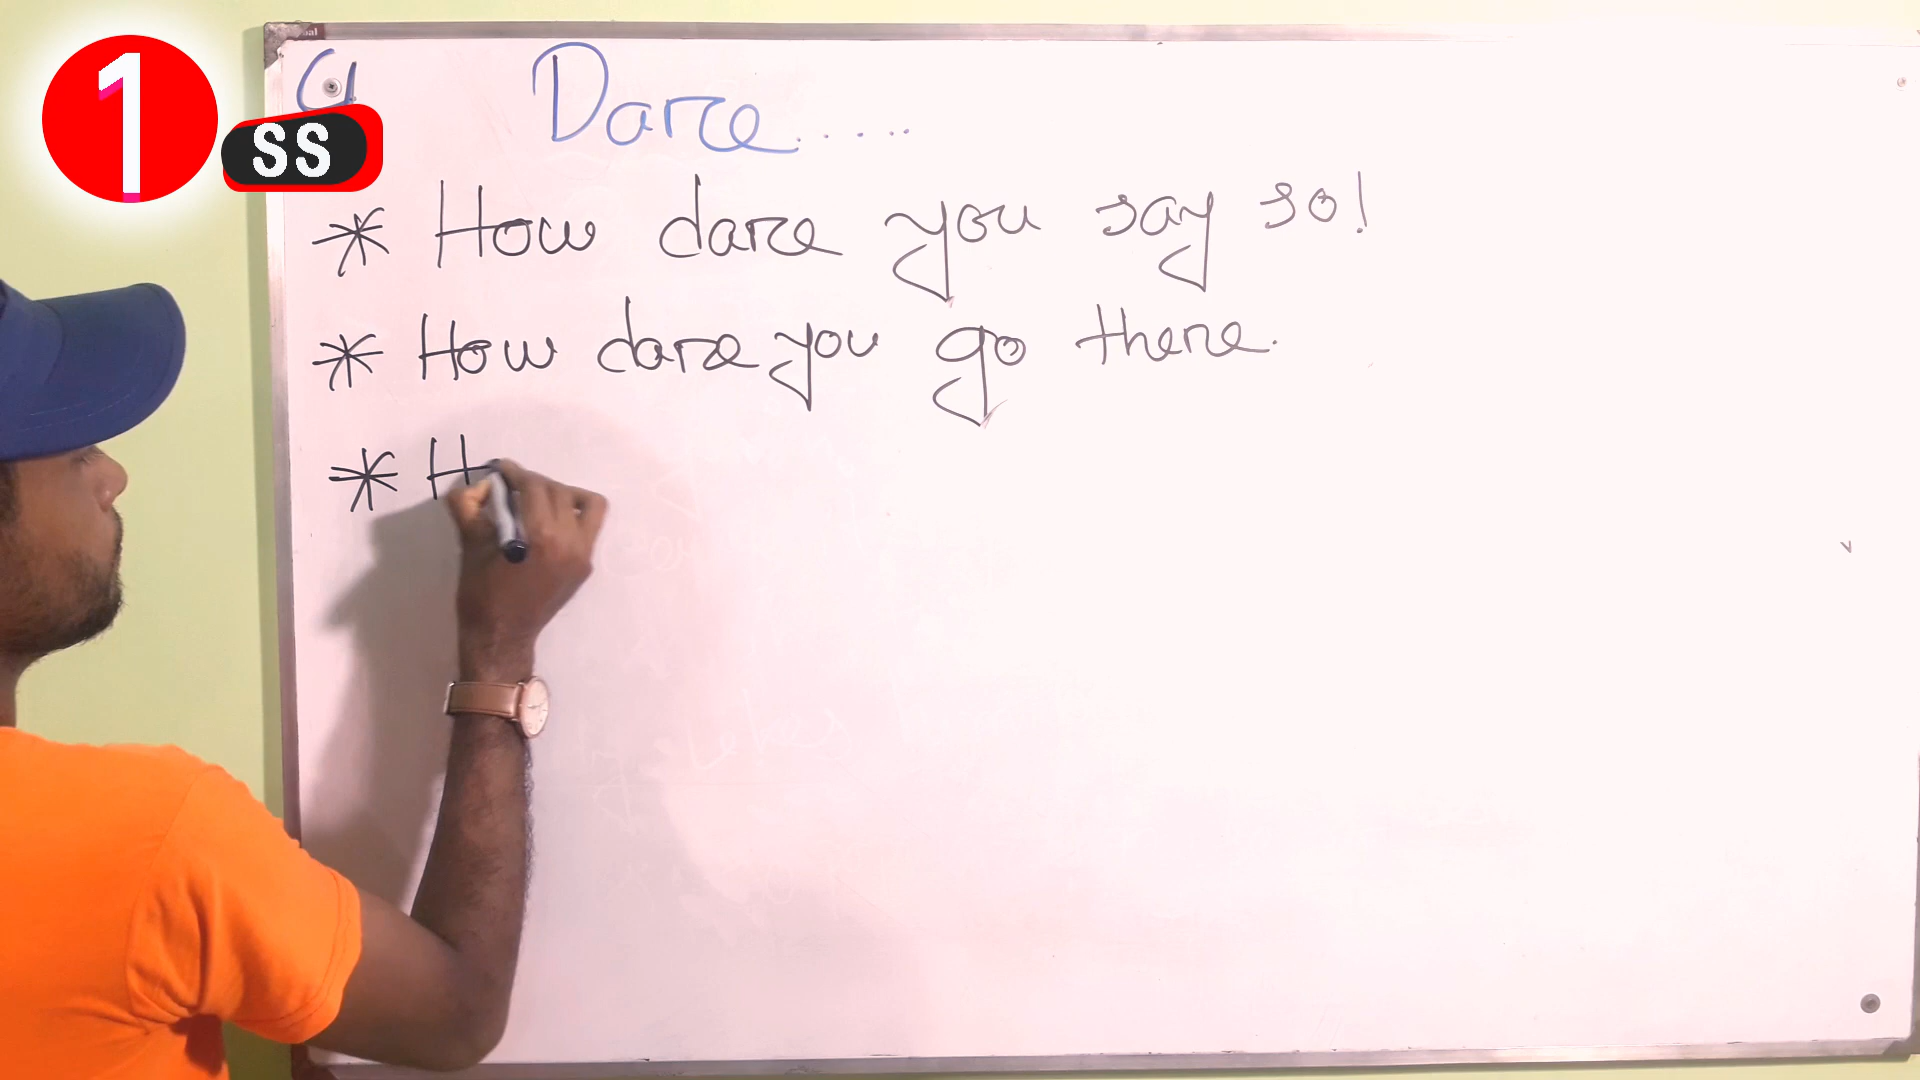 1
SS
Dare.....
* How dare you say so!
* How dare you go there.
* H